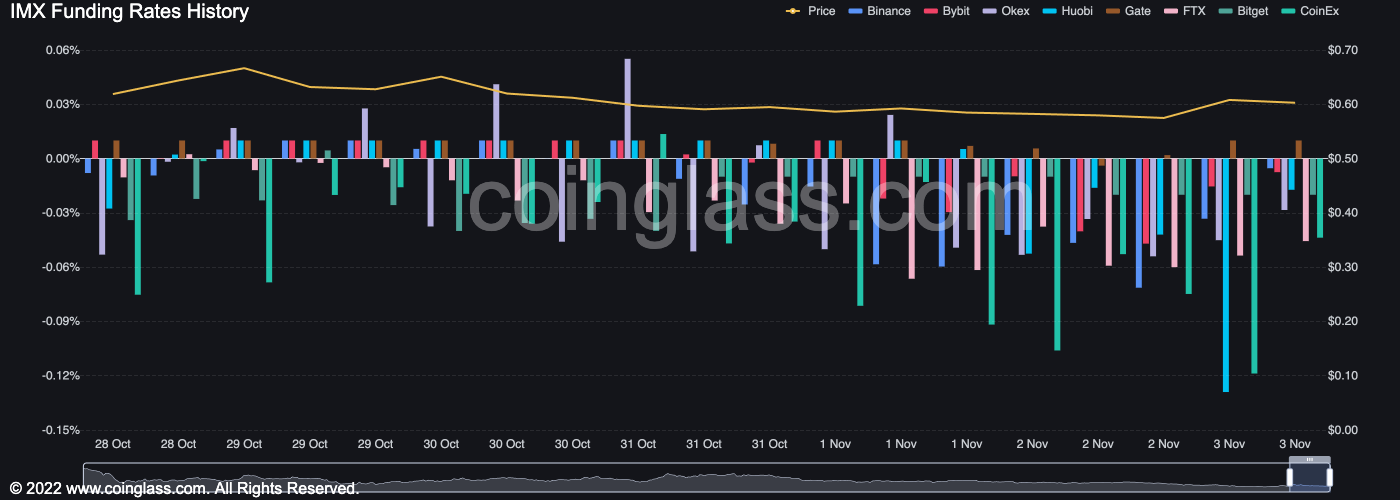 IMX Funding Rates History
Price Binance Bybit Okex Huobi Gate FTX Bitget CoinEx
0.06% $0.70
0.03% $0.60
0.00% $0.50
coinglass.com
-0.03% $0.40
-0.06% $0.30
-0.09% $0.20
-0.12% $0.10
-0.15% $0.00
28 Oct 28 Oct 29 Oct 29 Oct 29 Oct 30 Oct 30 Oct 30 Oct 31 Oct 31 Oct 31 Oct 1 Nov 1 Nov 1 Nov 2 Nov 2 Nov 2 Nov 3 Nov 3 Nov
© 2022 www.coinglass.com. All Rights Reserved.